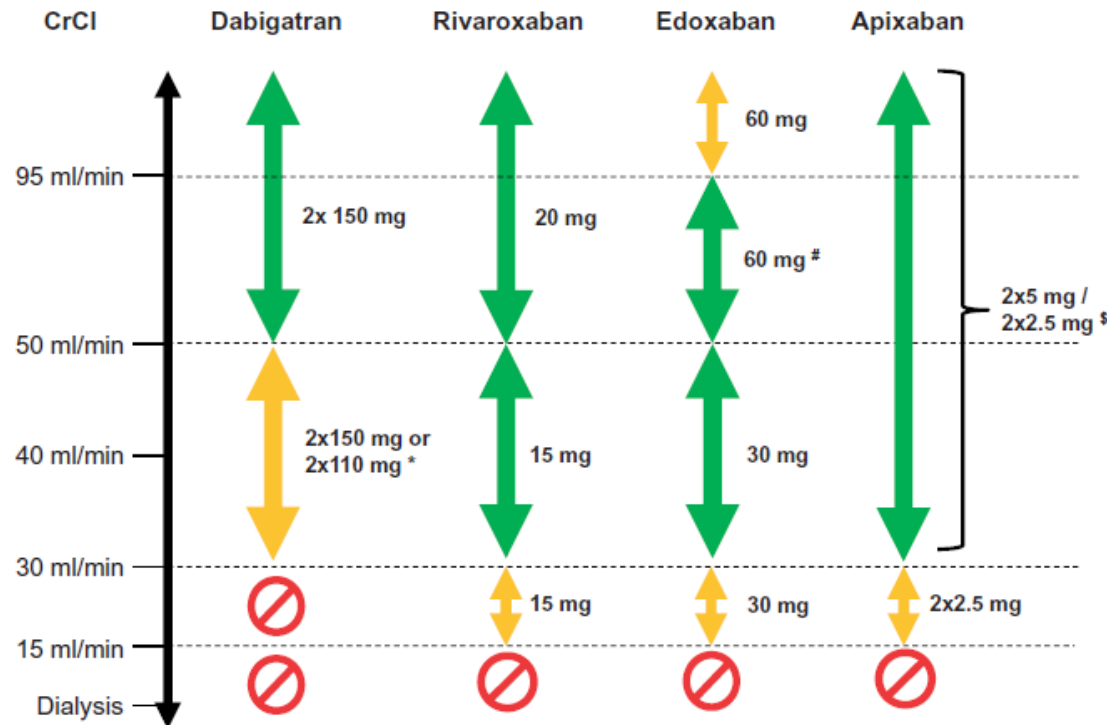 CrCl Dabigatran Rivaroxaban Edoxaban Apixaban
60 mg
95 ml/min
2x 150 mg
20 mg
60 mg #
2x5 mg /
2x2.5 mg $
50 ml/min
2x150 mg or
2x110 mg *
40 ml/min
15 mg
30 mg
30 ml/min
15 mg
30 mg
2x2.5 mg
15 ml/min
Dialysis